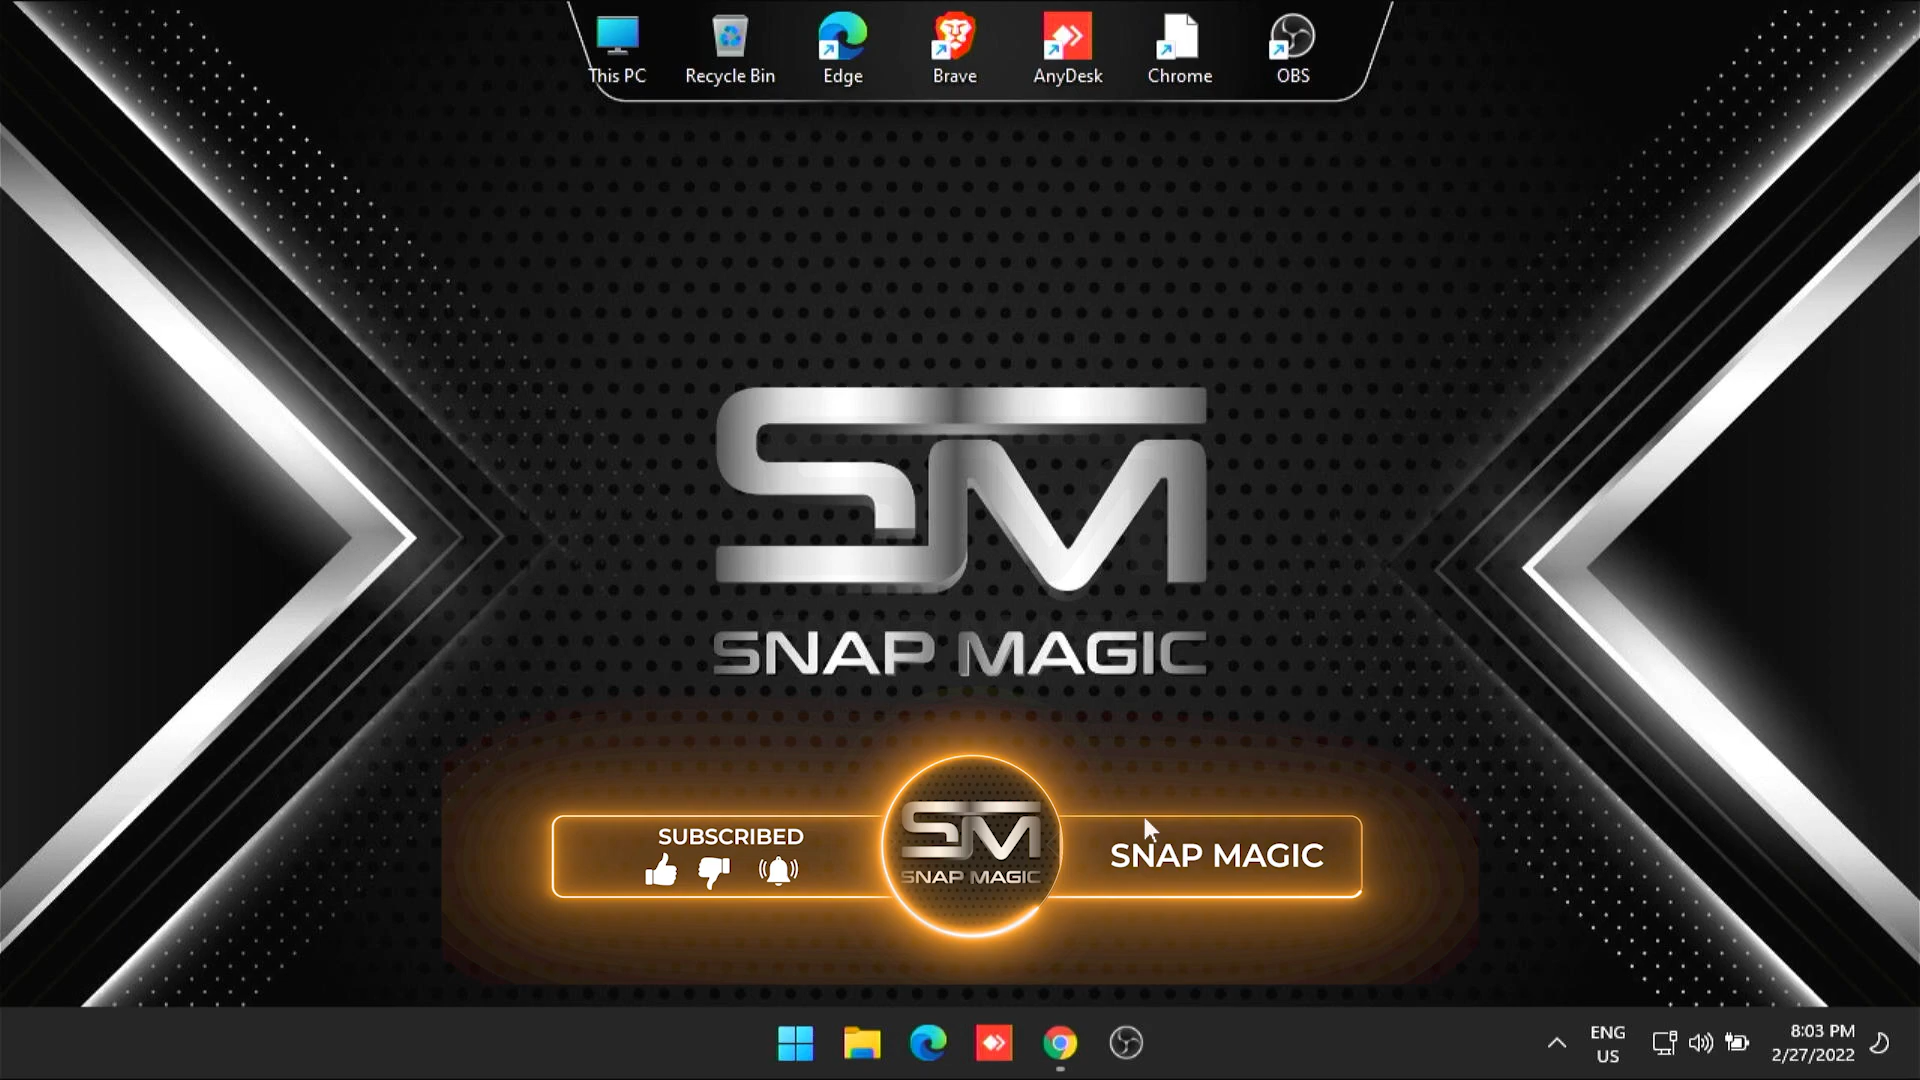 This PC
Recycle Bin
Edge
Brave
AnyDesk
Chrome
OBS
SM
SNAP MAGIC
SUBSCRIBED
SM
SNAP MAGIC
SNAP MAGIC
ENG
US
8:03 PM
2/27/2022